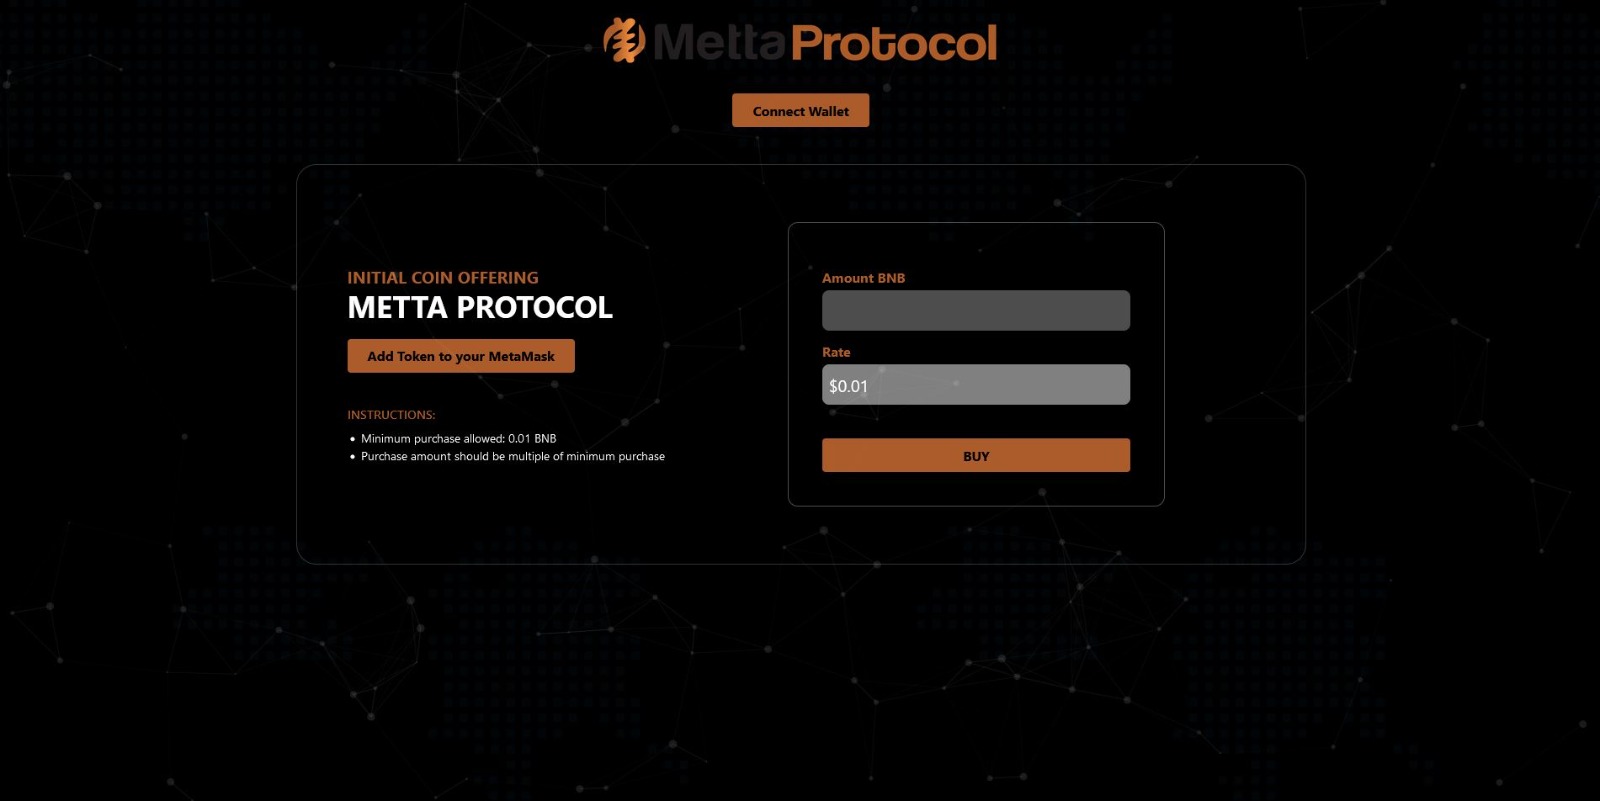 MettaProtocol
Connect Wallet
INITIAL COIN OFFERING
METTA PROTOCOL
Add Token to your MetaMask
INSTRUCTIONS:
• Minimum purchase allowed: 0.01 BNB
• Purchase amount should be multiple of minimum purchase
Amount BNB
Rate
$0.01
BUY